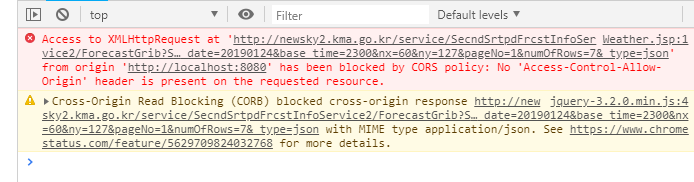 top Filter Default levels
Access to XMLHttpRequest at 'http://newsky2.kma.go.kr/service/SecndSrtpdFrcstInfoSer Weather.jsp:1
vice2/ForecastGrib?S… date=20190124&base time=2300&nx=60&ny=127&pageNo=1&numOfRows=7& type=json'
from origin 'http://localhost:8080' has been blocked by CORS policy: No 'Access-Control-Allow-
Origin' header is present on the requested resource.
Cross-Origin Read Blocking (CORB) blocked cross-origin response http://new jquery-3.2.0.min.js:4
sky2.kma.go.kr/service/SecndSrtpdFrcstInfoService2/ForecastGrib?S… date=20190124&base time=2300&nx
=60&ny=127&pageNo=1&numOfRows=7& type=json with MIME type application/json. See https://www.chrome
status.com/feature/5629709824032768 for more details.